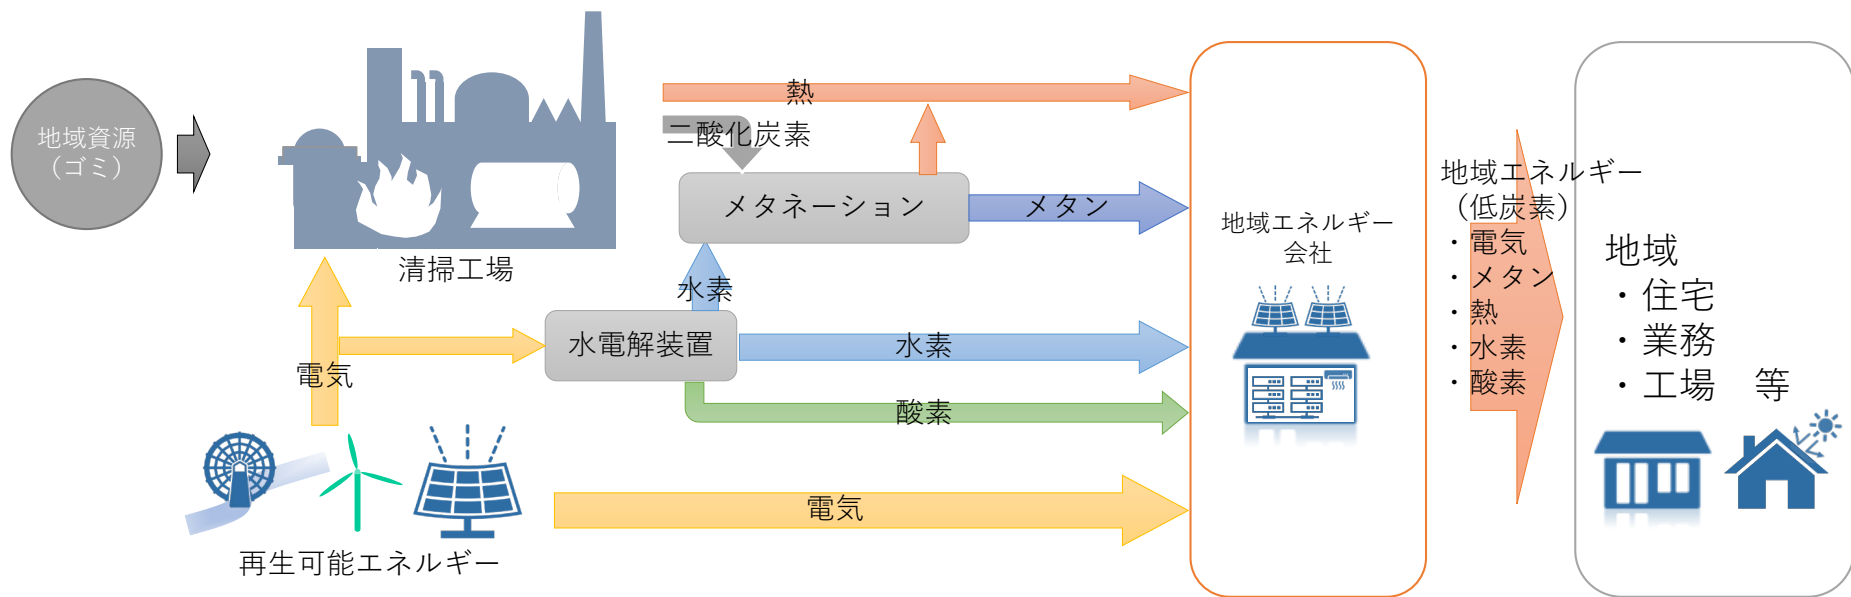 地域資源
（ゴミ）
清掃工場
熱
二酸化炭素
メタネーション
メタン
水素
水電解装置
水素
酸素
電気
電気
再生可能エネルギー
地域エネルギー
会社
地域エネルギー
（低炭素）
・電気
・メタン
・熱
・水素
・酸素
地域
・住宅
・業務
・工場　等